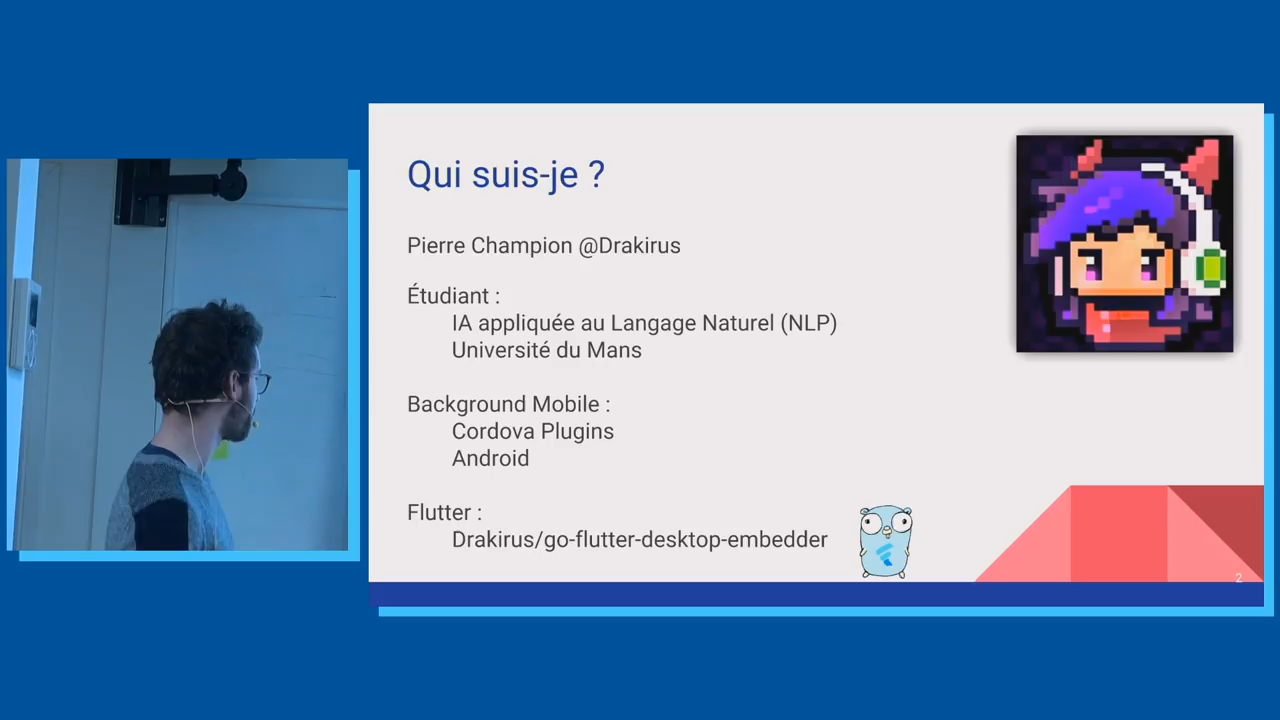 Qui suis-je ?
Pierre Champion @Drakirus
Étudiant :
IA appliquée au Langage Naturel (NLP)
Université du Mans
Background Mobile :
Cordova Plugins
Android
Flutter :
Drakirus/go-flutter-desktop-embedder
2